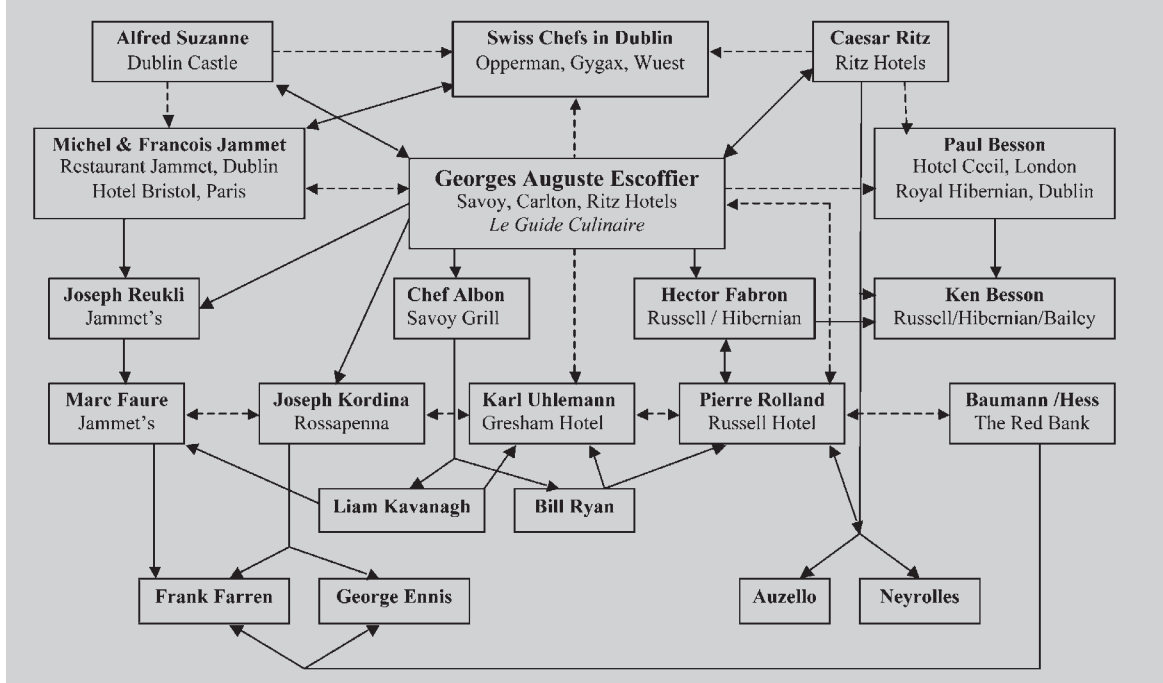 Alfred Suzanne
Dublin Castle
Swiss Chefs in Dublin
Opperman, Gygax, Wuest
Caesar Ritz
Ritz Hotels
Michel & Francois Jammet
Restaurant Jammet, Dublin
Hotel Bristol, Paris
Georges Auguste Escoffier
Savoy, Carlton, Ritz Hotels
Le Guide Culinaire
Paul Besson
Hotel Cecil, London
Royal Hibernian, Dublin
Joseph Reukli
Jammet's
Chef Albon
Savoy Grill
Hector Fabron
Russell / Hibernian
Ken Besson
Russell/Hibernian/Bailey
Marc Faure
Jammet's
Joseph Kordina
Rossapenna
Karl Uhlemann
Gresham Hotel
Pierre Rolland
Russell Hotel
Baumann /Hess
The Red Bank
Liam Kavanagh
Bill Ryan
Frank Farren
George Ennis
Auzello
Neyrolles